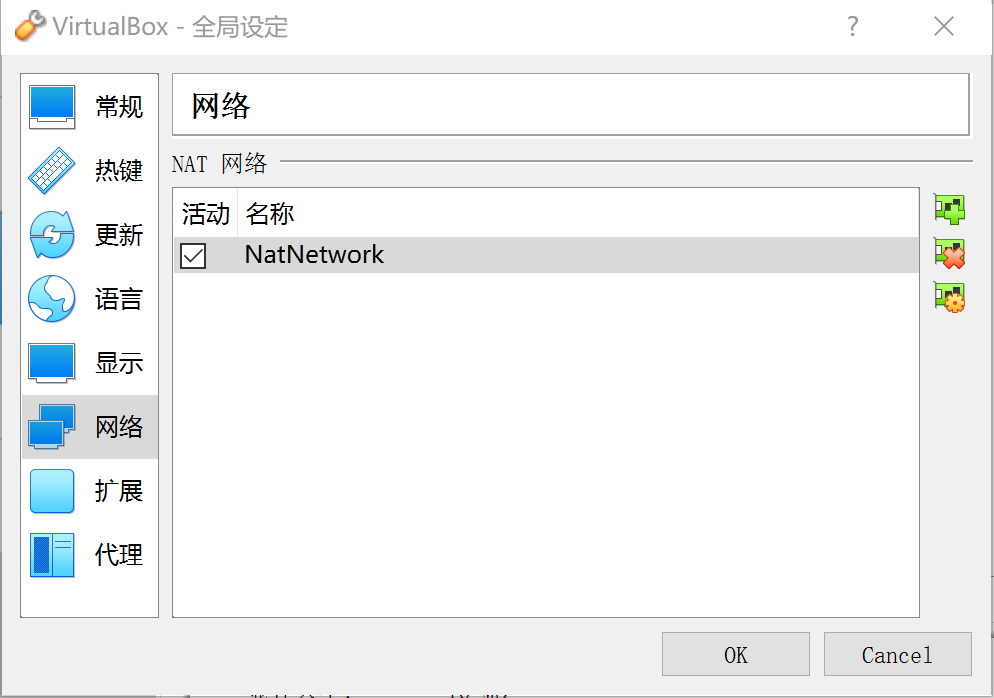 VirtualBox - 全局设定
?
常规
热键
更新
语言
显示
网络
扩展
代理
网络
NAT 网络
活动 名称
NatNetwork
OK Cancel